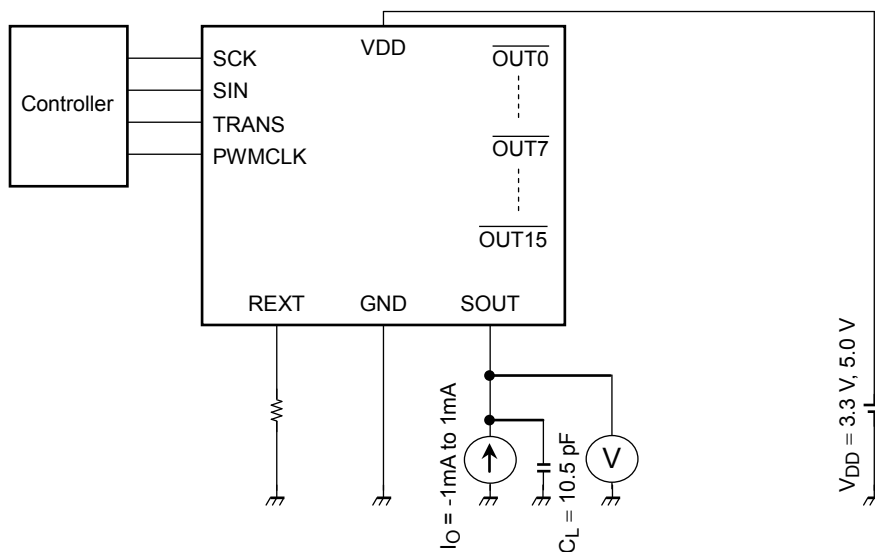 VDD
SCK
SIN
TRANS
PWMCLK
Controller
OUT0
OUT7
OUT15
REXT
GND
SOUT
IO = -1mA to 1mA
CL = 10.5 pF
V
VDD = 3.3 V, 5.0 V